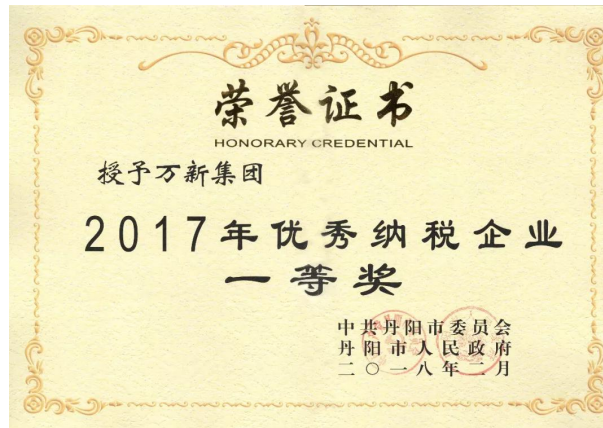 荣誉证书
HONORARY CREDENTIAL
授予万新集团
2017年优秀纳税企业
一等奖
中共丹阳市委员会
丹阳市人民政府
二〇一八年二月